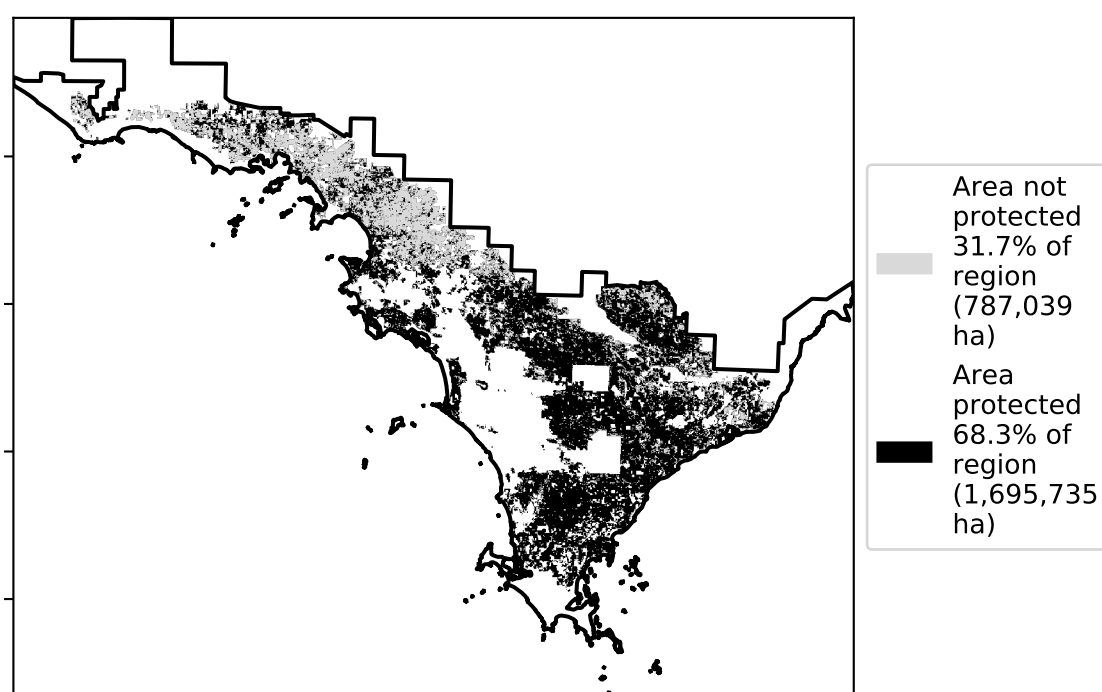 Area not
protected
31.7% of
region
(787,039
ha)
Area
protected
68.3% of
region
(1,695,735
ha)